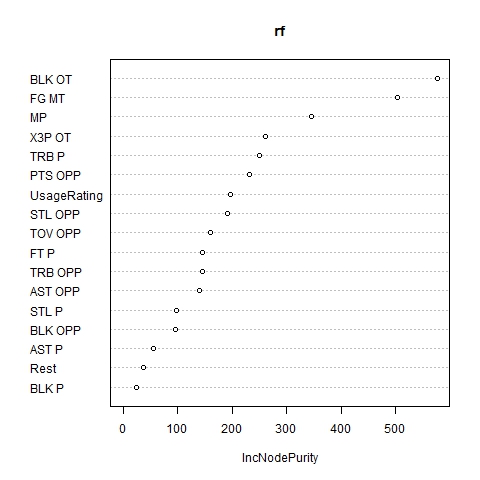 rf
BLK OT
FG MT
MP
X3P OT
TRB P
PTS OPP
UsageRating
STL OPP
TOV OPP
FT P
TRB OPP
AST OPP
STL P
BLK OPP
AST P
Rest
BLK P
0 100 200 300 400 500
IncNodePurity